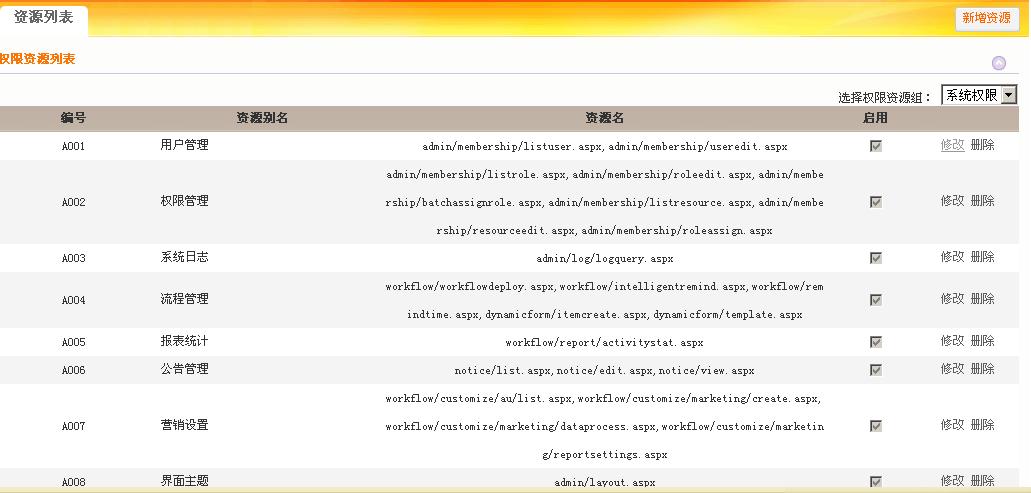 资源列表
新增资源
权限资源列表
选择权限资源组： 系统权限
编号 资源别名 资源名 启用
A001 用户管理 admin/membership/listuser.aspx,admin/membership/useredit.aspx 修改 删除
admin/membership/listrole.aspx,admin/membership/roleedit.aspx,admin/membe
A002 权限管理 rship/batchassignrole.aspx,admin/membership/listresource.aspx,admin/membe 修改 删除
rship/resourceedit.aspx,admin/membership/roleassign.aspx
A003 系统日志 admin/log/logquery.aspx 修改 删除
workflow/workflowdeploy.aspx,workflow/intelligentremind.aspx,workflow/rem
A004 流程管理 修改 删除
indtime.aspx,dynamicform/itemcreate.aspx,dynamicform/template.aspx
A005 报表统计 workflow/report/activitystat.aspx 修改 删除
A006 公告管理 notice/list.aspx,notice/edit.aspx,notice/view.aspx 修改 删除
workflow/customize/au/list.aspx,workflow/customize/marketing/create.aspx,
A007 营销设置 workflow/customize/marketing/dataprocess.aspx,workflow/customize/marketin 修改 删除
g/reportsettings.aspx
A008 界面主题 admin/layout.aspx 修改 删除